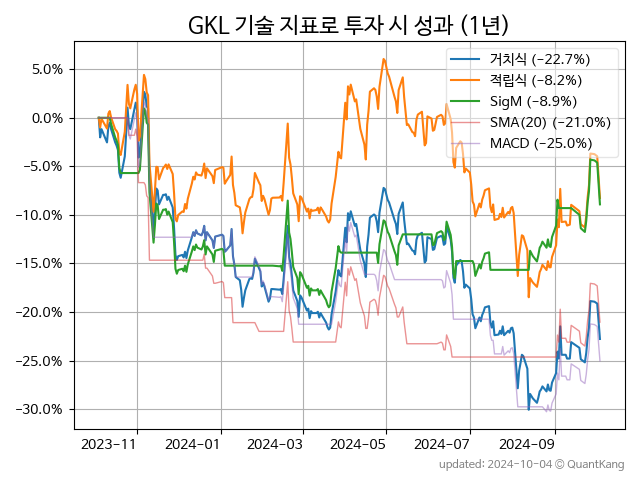 GKL 기술 지표로 투자 시 성과 (1년)
거치식 (−22.7%)
적립식 (−8.2%)
SigM (−8.9%)
SMA(20) (−21.0%)
MACD (−25.0%)
5.0%
0.0%
−5.0%
−10.0%
−15.0%
−20.0%
−25.0%
−30.0%
2023-11 2024-01 2024-03 2024-05 2024-07 2024-09
updated: 2024-10-04 © QuantKang